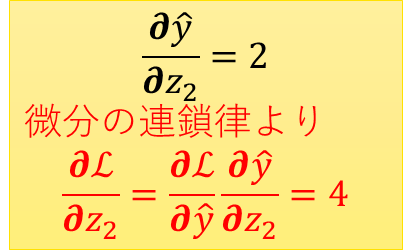 ∂ŷ/∂z₂ = 2
微分の連鎖律より
∂ℒ/∂z₂ = ∂ℒ/∂ŷ ∂ŷ/∂z₂ = 4